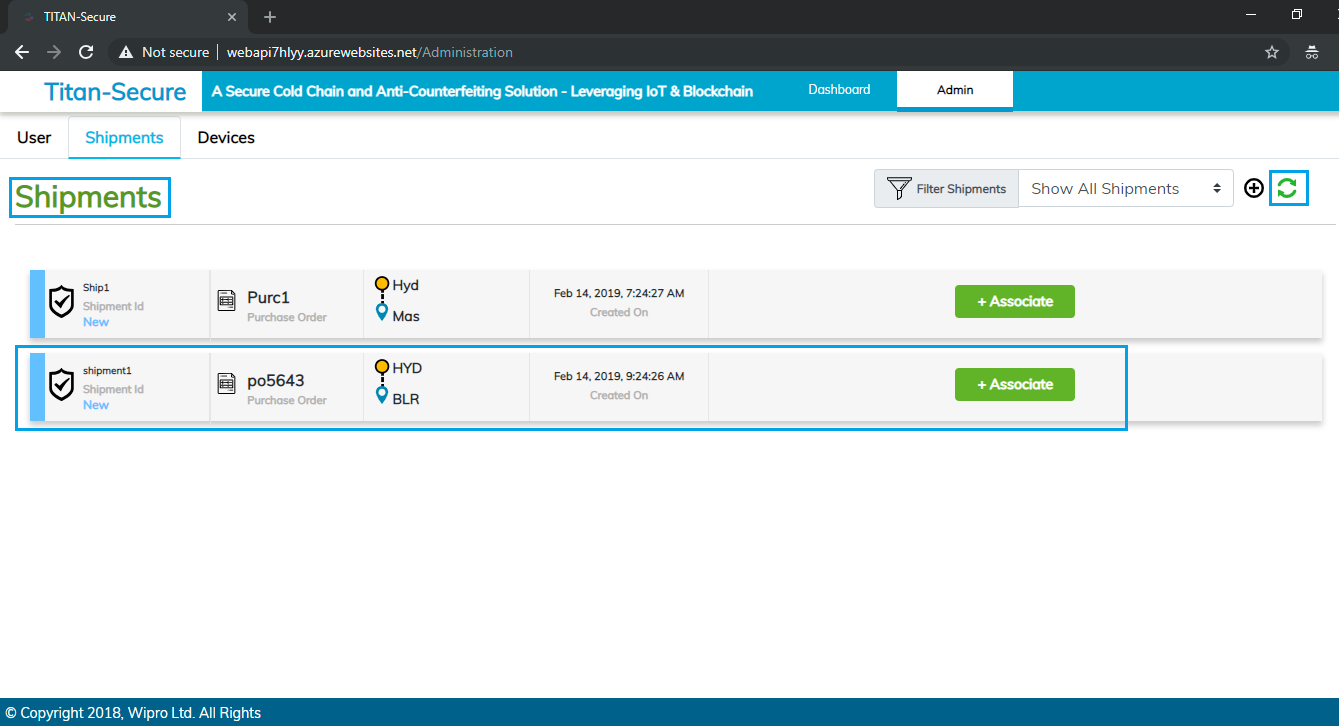 TITAN-Secure
Not secure webapi7hlyy.azurewebsites.net/Administration
Titan-Secure A Secure Cold Chain and Anti-Counterfeiting Solution - Leveraging IoT & Blockchain Dashboard Admin
User Shipments Devices
Shipments Filter Shipments Show All Shipments
Ship1
Shipment Id
New
Purc1
Purchase Order
Hyd
Mas
Feb 14, 2019, 7:24:27 AM
Created On
+ Associate
shipment1
Shipment Id
New
po5643
Purchase Order
HYD
BLR
Feb 14, 2019, 9:24:26 AM
Created On
+ Associate
© Copyright 2018, Wipro Ltd. All Rights